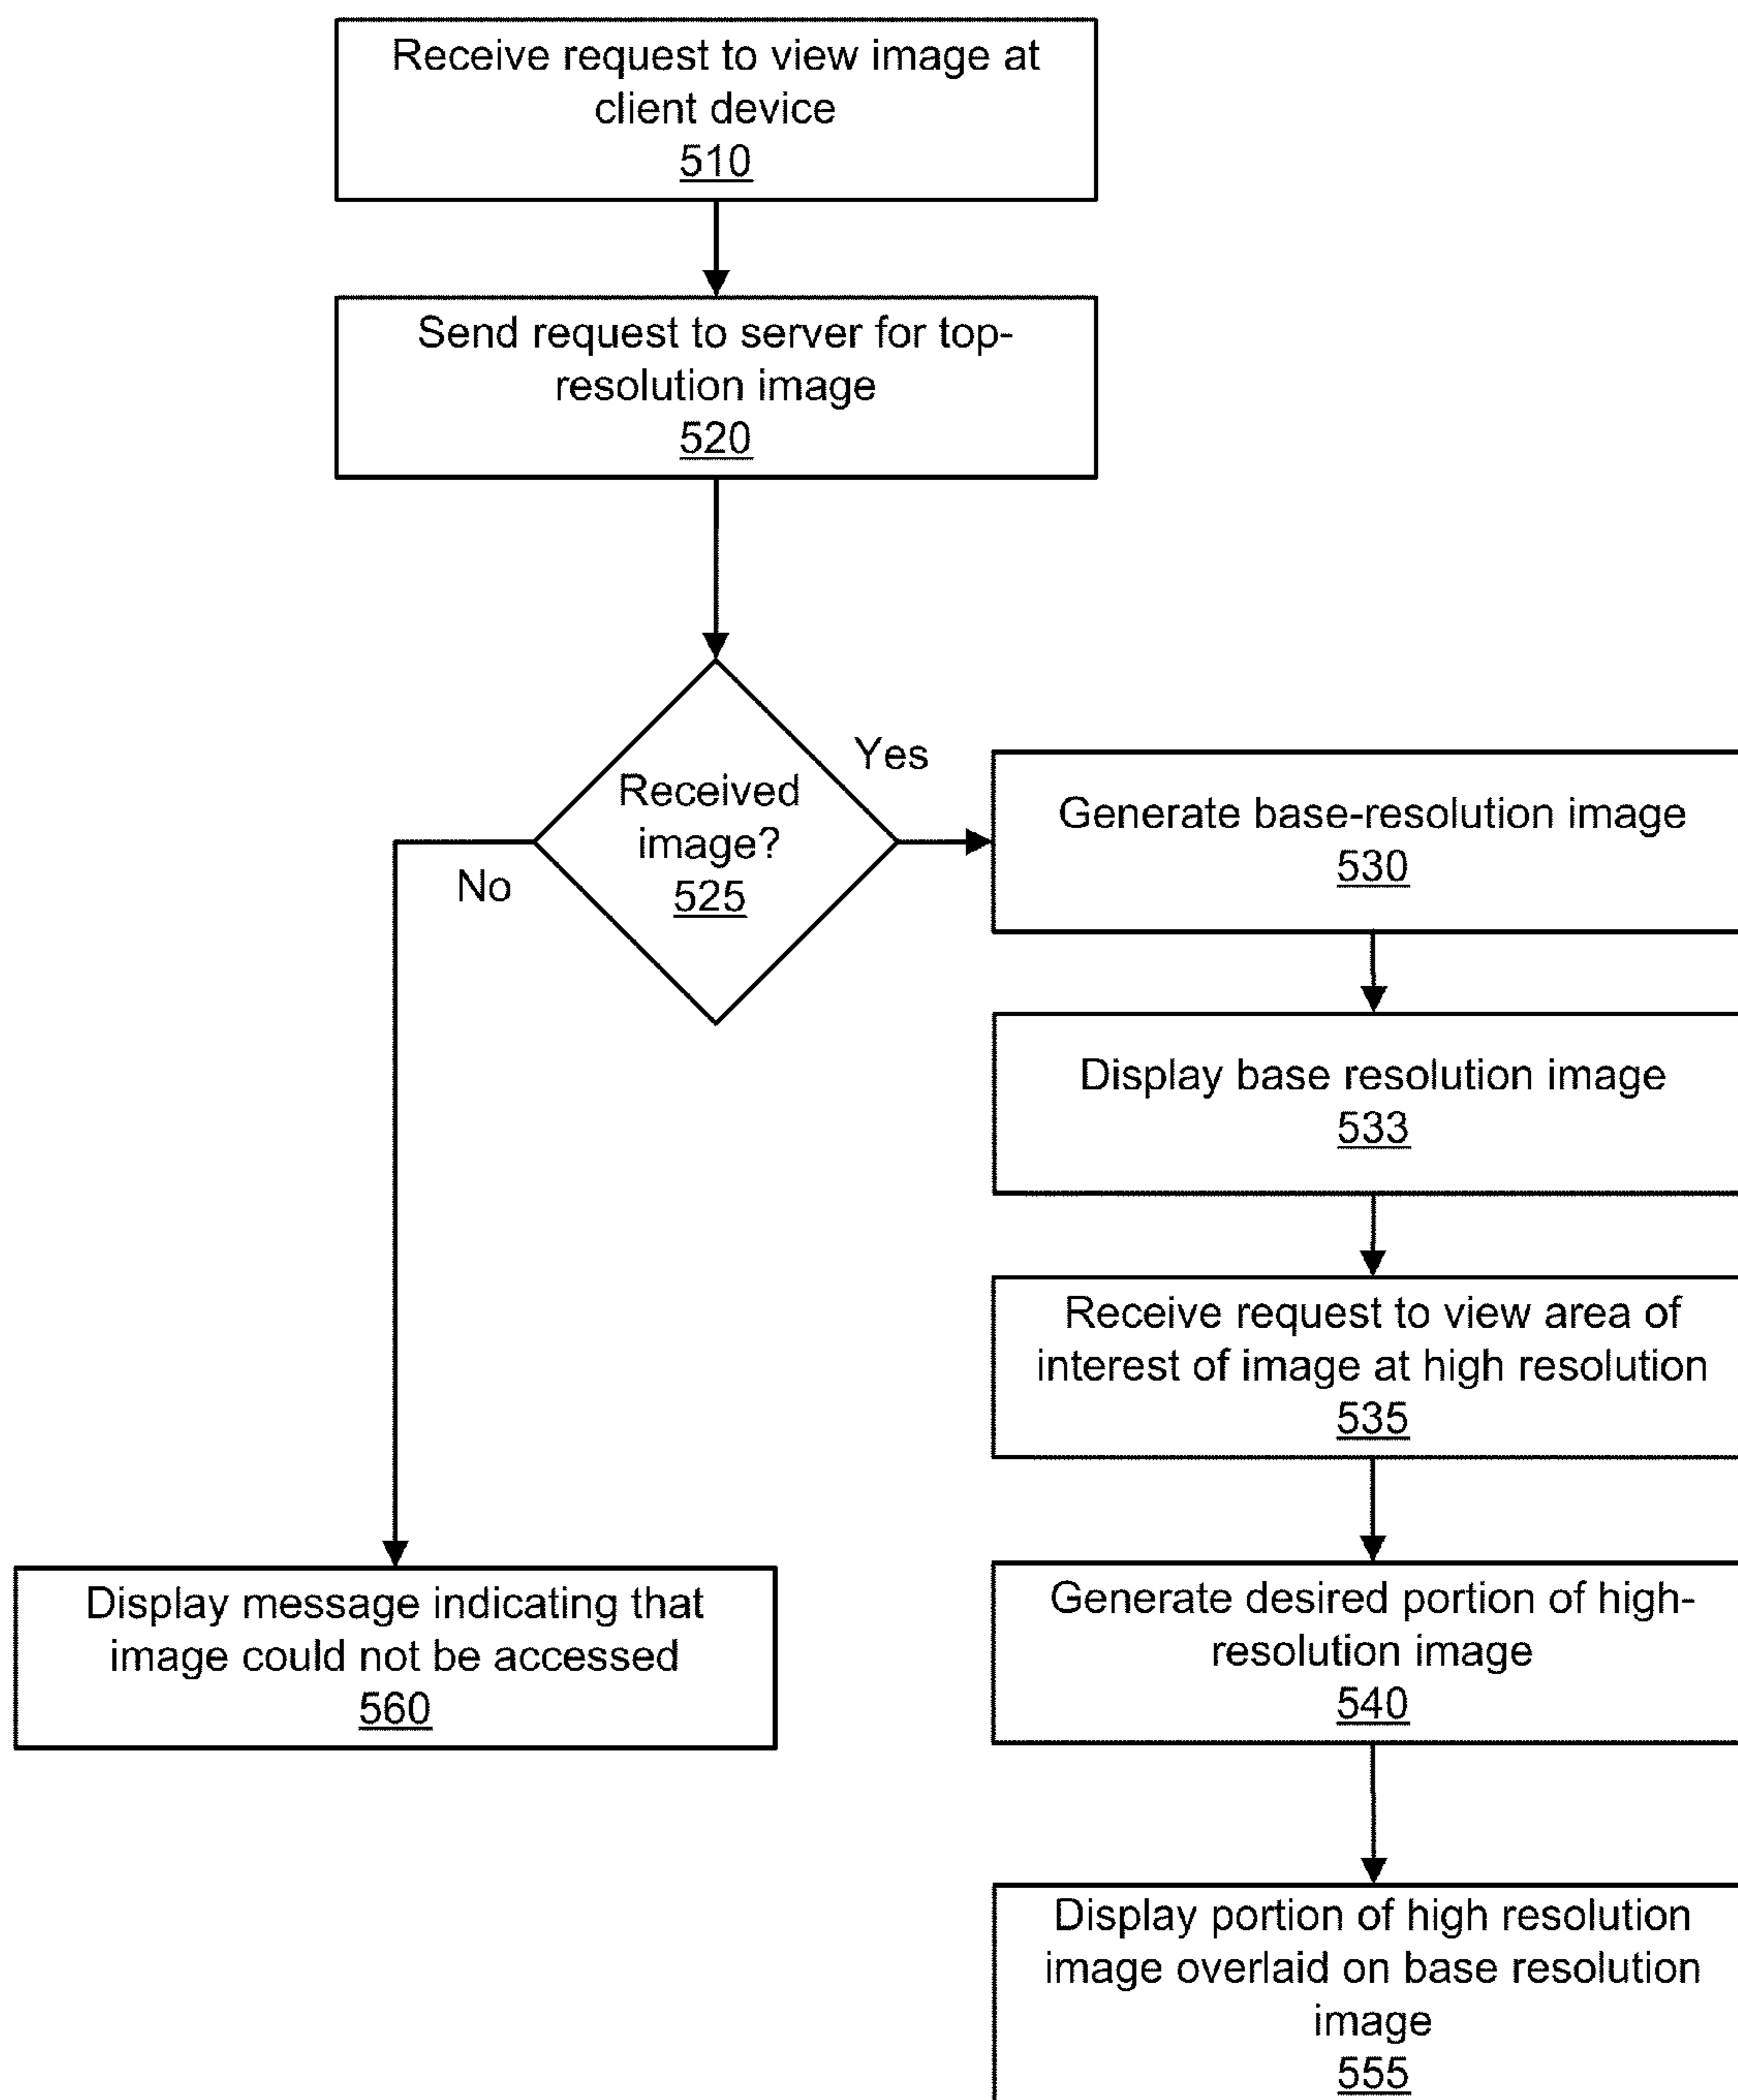 Receive request to view image at
client device
510
Send request to server for top-
resolution image
520
Received
image?
525
Yes
No
Generate base-resolution image
530
Display base resolution image
533
Receive request to view area of
interest of image at high resolution
535
Generate desired portion of high-
resolution image
540
Display portion of high resolution
image overlaid on base resolution
image
555
Display message indicating that
image could not be accessed
560